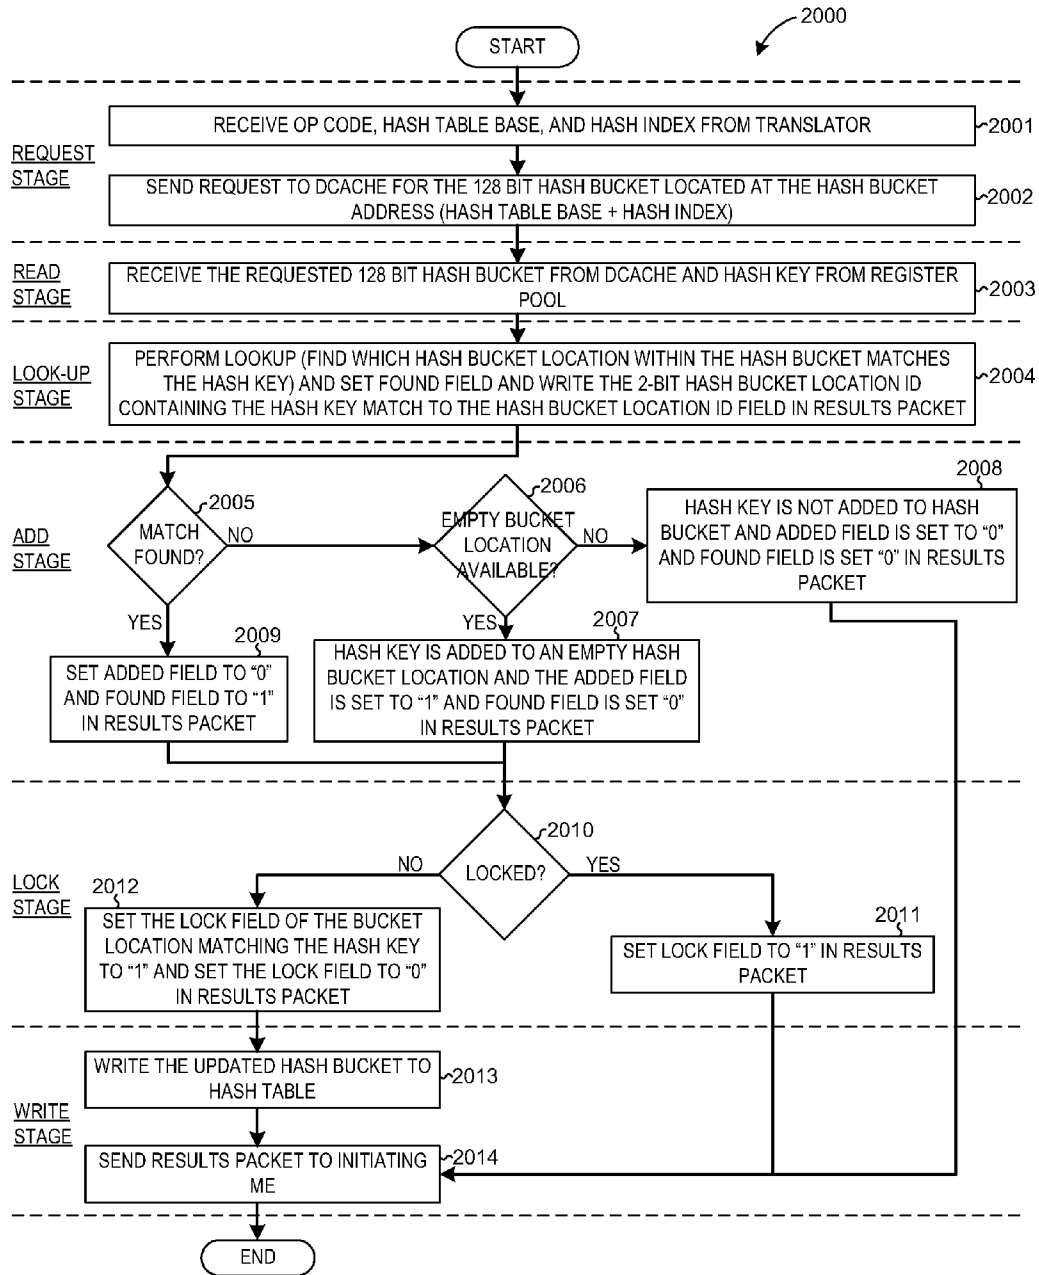 2000
START
REQUEST
STAGE
RECEIVE OP CODE, HASH TABLE BASE, AND HASH INDEX FROM TRANSLATOR
2001
SEND REQUEST TO DCACHE FOR THE 128 BIT HASH BUCKET LOCATED AT THE HASH BUCKET
ADDRESS (HASH TABLE BASE + HASH INDEX)
2002
READ
STAGE
RECEIVE THE REQUESTED 128 BIT HASH BUCKET FROM DCACHE AND HASH KEY FROM REGISTER
POOL
2003
LOOK-UP
STAGE
PERFORM LOOKUP (FIND WHICH HASH BUCKET LOCATION WITHIN THE HASH BUCKET MATCHES
THE HASH KEY) AND SET FOUND FIELD AND WRITE THE 2-BIT HASH BUCKET LOCATION ID
CONTAINING THE HASH KEY MATCH TO THE HASH BUCKET LOCATION ID FIELD IN RESULTS PACKET
2004
ADD
STAGE
2005
MATCH
FOUND?
NO
YES
2006
EMPTY BUCKET
LOCATION
AVAILABLE?
NO
YES
2008
HASH KEY IS NOT ADDED TO HASH
BUCKET AND ADDED FIELD IS SET TO “0”
AND FOUND FIELD IS SET “0” IN RESULTS
PACKET
2009
SET ADDED FIELD TO “0”
AND FOUND FIELD TO “1”
IN RESULTS PACKET
2007
HASH KEY IS ADDED TO AN EMPTY HASH
BUCKET LOCATION AND THE ADDED FIELD
IS SET TO “1” AND FOUND FIELD IS SET “0”
IN RESULTS PACKET
LOCK
STAGE
2010
LOCKED?
NO
YES
2012
SET THE LOCK FIELD OF THE BUCKET
LOCATION MATCHING THE HASH KEY
TO “1” AND SET THE LOCK FIELD TO “0”
IN RESULTS PACKET
2011
SET LOCK FIELD TO “1” IN RESULTS
PACKET
WRITE
STAGE
WRITE THE UPDATED HASH BUCKET TO
HASH TABLE
2013
SEND RESULTS PACKET TO INITIATING
ME
2014
END